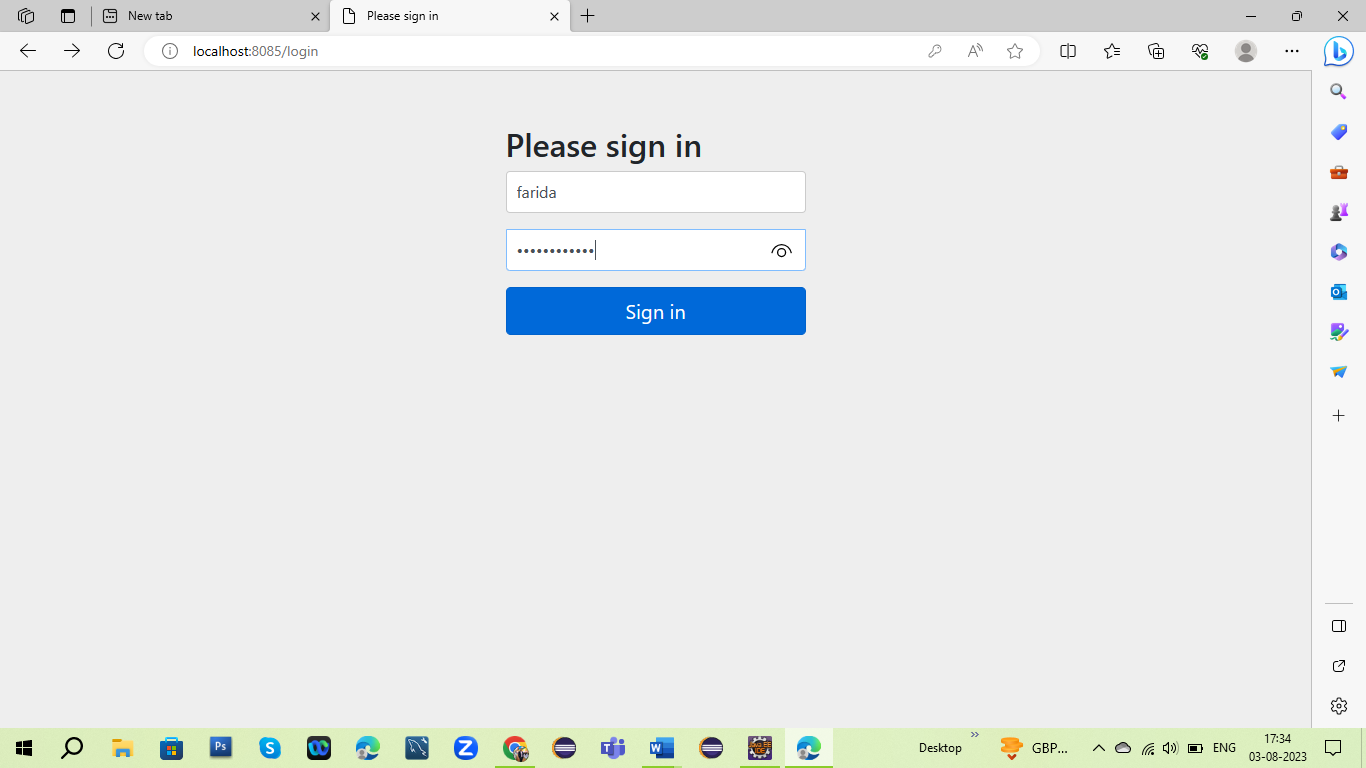 New tab
Please sign in
localhost:8085/login
Please sign in
farida
••••••••••••
Sign in
Desktop
GBP...
ENG
17:34
03-08-2023